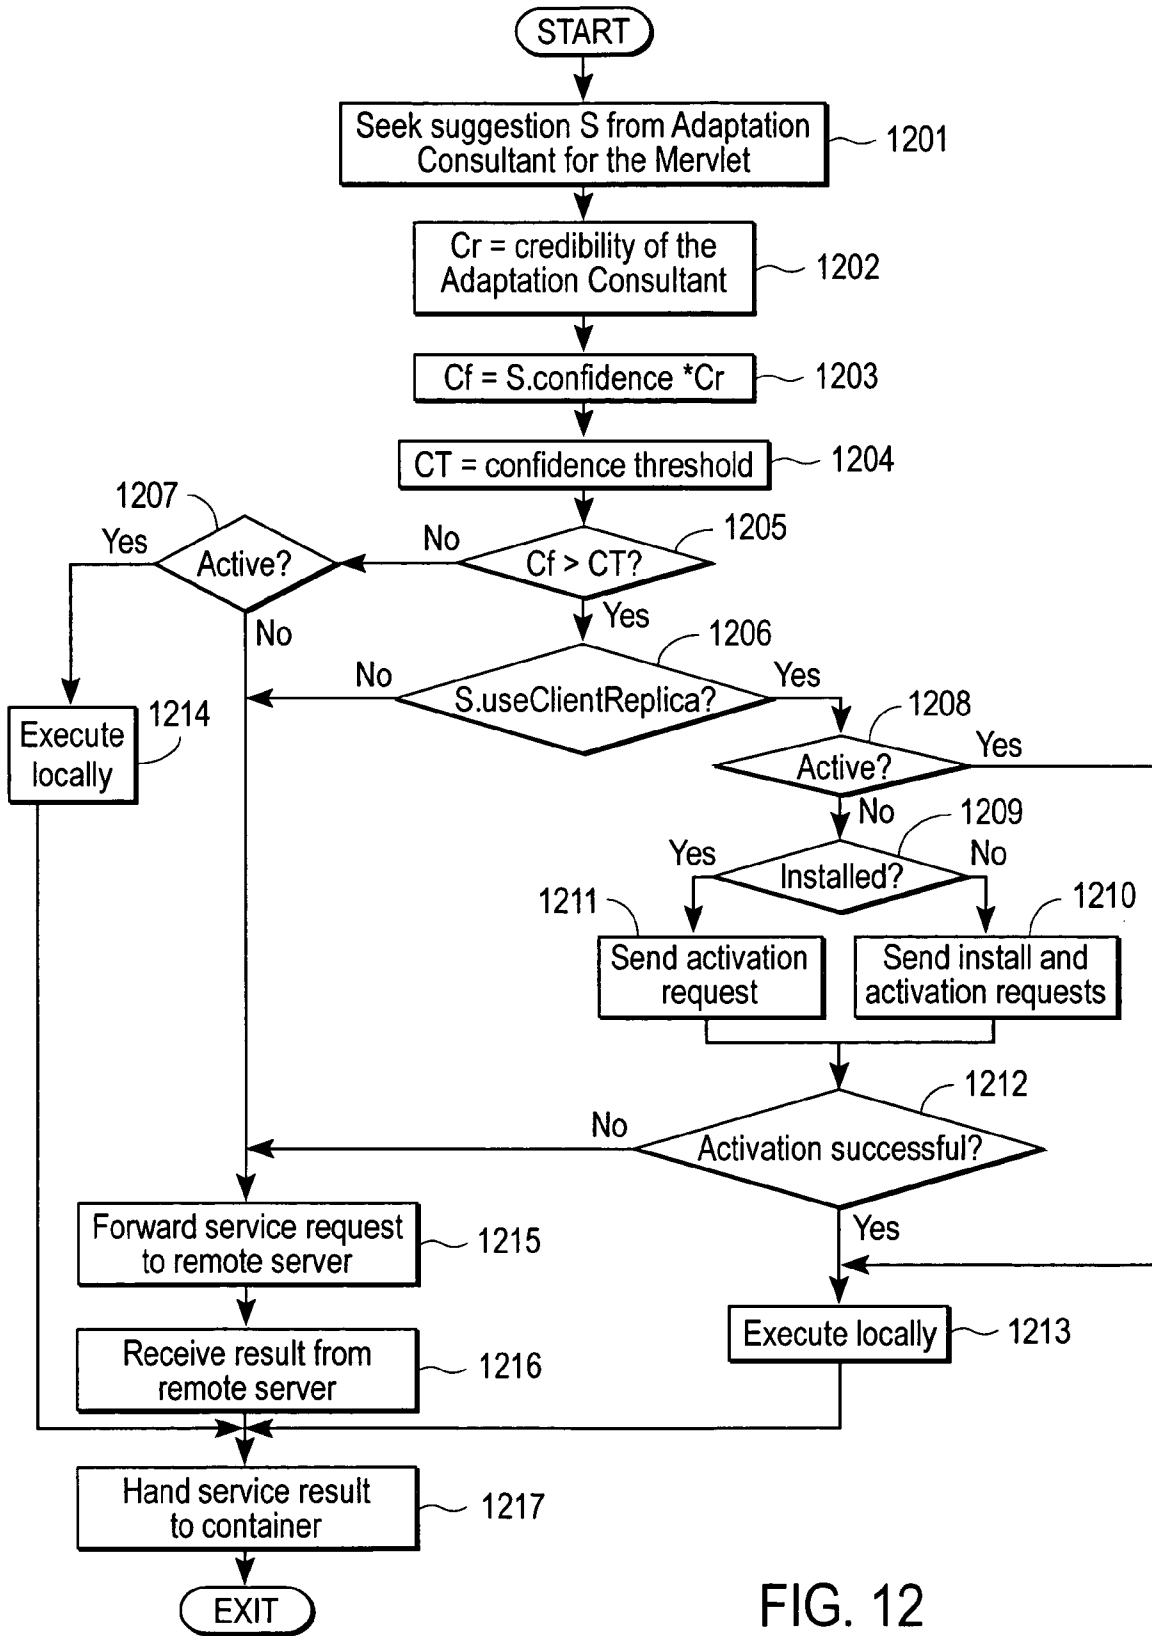 START
Seek suggestion S from Adaptation
Consultant for the Mervlet
1201
Cr = credibility of the
Adaptation Consultant
1202
Cf = S.confidence *Cr
1203
CT = confidence threshold
1204
1207
Yes
Active?
No
No
Cf > CT?
1205
Yes
1206
No
S.useClientReplica?
Yes
1214
Execute
locally
1208
Active?
Yes
No
1209
Yes
Installed?
No
1211
1210
Send activation
request
Send install and
activation requests
1212
No
Activation successful?
Yes
Forward service request
to remote server
1215
Execute locally
1213
Receive result from
remote server
1216
Hand service result
to container
1217
EXIT
FIG. 12